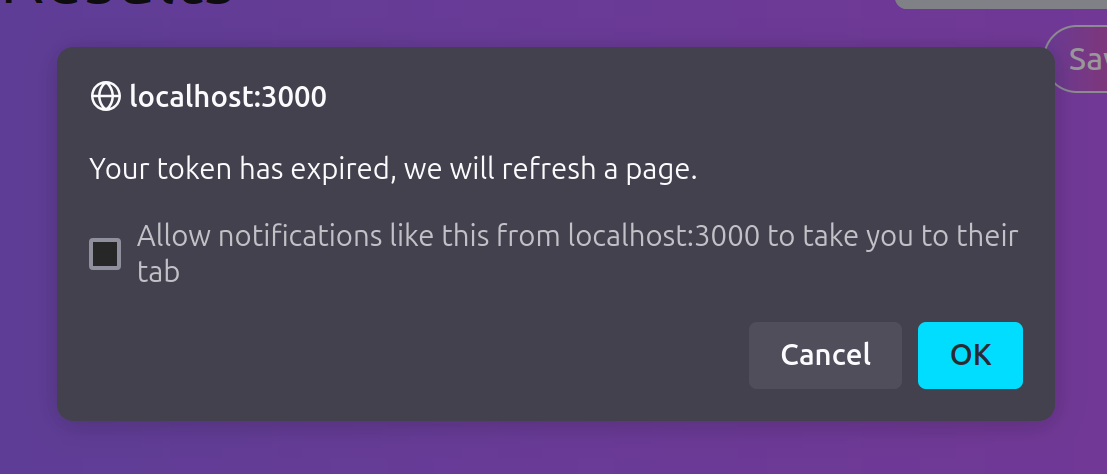 localhost:3000
Your token has expired, we will refresh a page.
Allow notifications like this from localhost:3000 to take you to their
tab
Cancel
OK